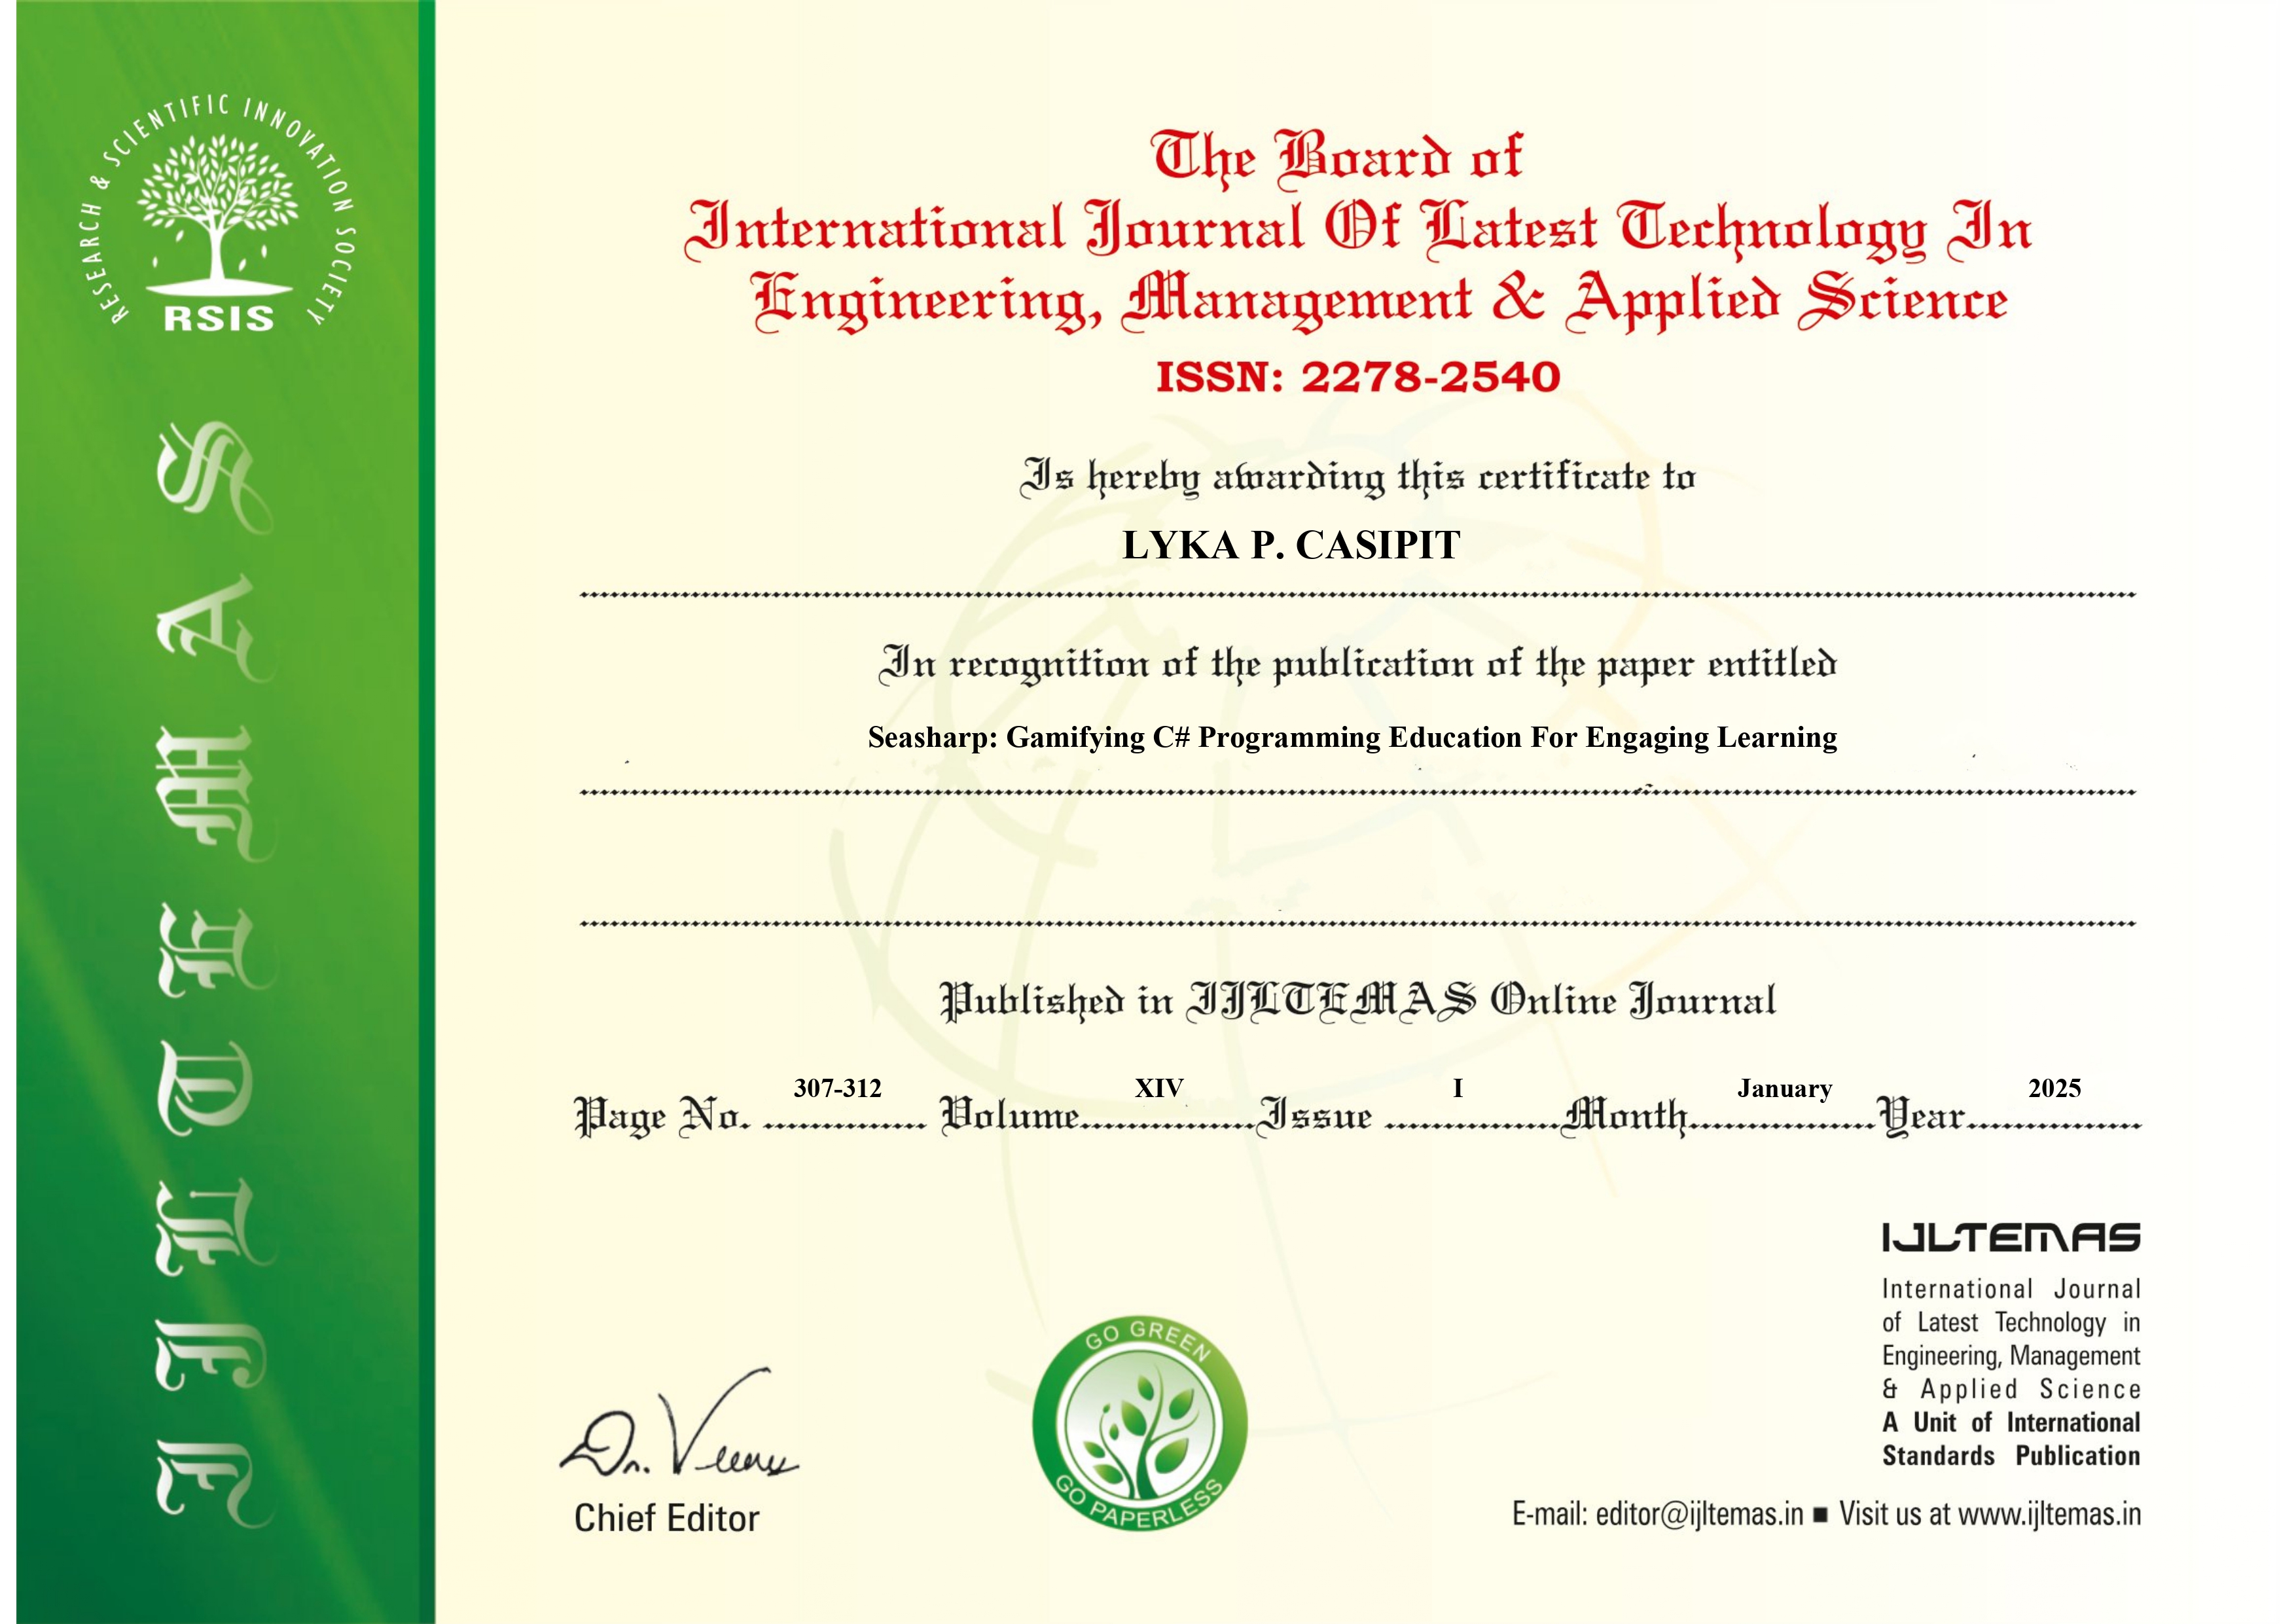 RESEARCH & SCIENTIFIC INNOVATION SOCIETY
RSIS
IJLTEMAS
The Board of
International Journal Of Latest Technology In
Engineering, Management & Applied Science
ISSN: 2278-2540
Is hereby awarding this certificate to
LYKA P. CASIPIT
In recognition of the publication of the paper entitled
Seasharp: Gamifying C# Programming Education For Engaging Learning
Published in IJLTEMAS Online Journal
Page No. 307-312 Volume XIV Issue I Month January Year 2025
Dr. Veena
Chief Editor
GO GREEN
GO PAPERLESS
IJLTEMAS
International Journal
of Latest Technology in
Engineering, Management
& Applied Science
A Unit of International
Standards Publication
E-mail: editor@ijltemas.in ■ Visit us at www.ijltemas.in